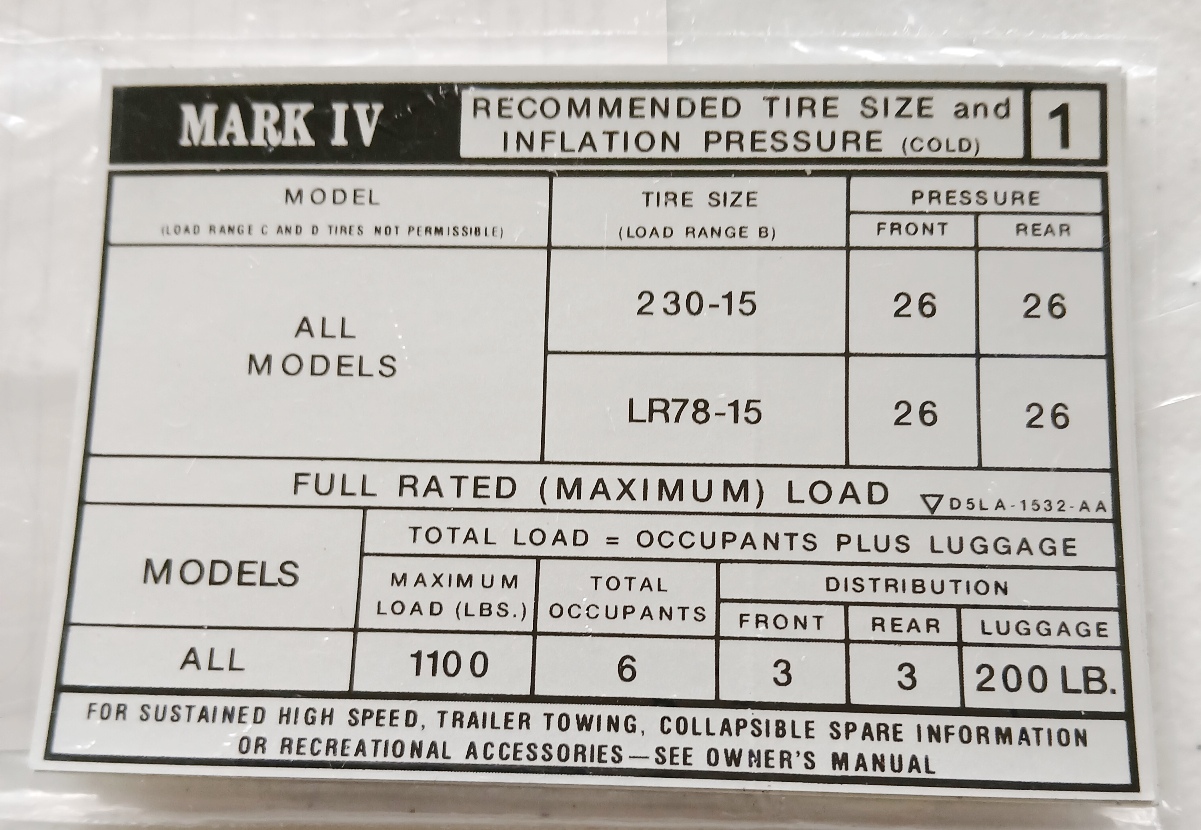 MARK IV
RECOMMENDED TIRE SIZE and
INFLATION PRESSURE (COLD)
1
MODEL
(LOAD RANGE C AND D TIRES NOT PERMISSIBLE)
TIRE SIZE
(LOAD RANGE B)
PRESSURE
FRONT
REAR
ALL
MODELS
230-15
26
26
LR78-15
26
26
FULL RATED (MAXIMUM) LOAD
D5LA-1532-AA
MODELS
TOTAL LOAD = OCCUPANTS PLUS LUGGAGE
MAXIMUM
LOAD (LBS.)
TOTAL
OCCUPANTS
DISTRIBUTION
FRONT
REAR
LUGGAGE
ALL
1100
6
3
3
200 LB.
FOR SUSTAINED HIGH SPEED, TRAILER TOWING, COLLAPSIBLE SPARE INFORMATION
OR RECREATIONAL ACCESSORIES—SEE OWNER'S MANUAL